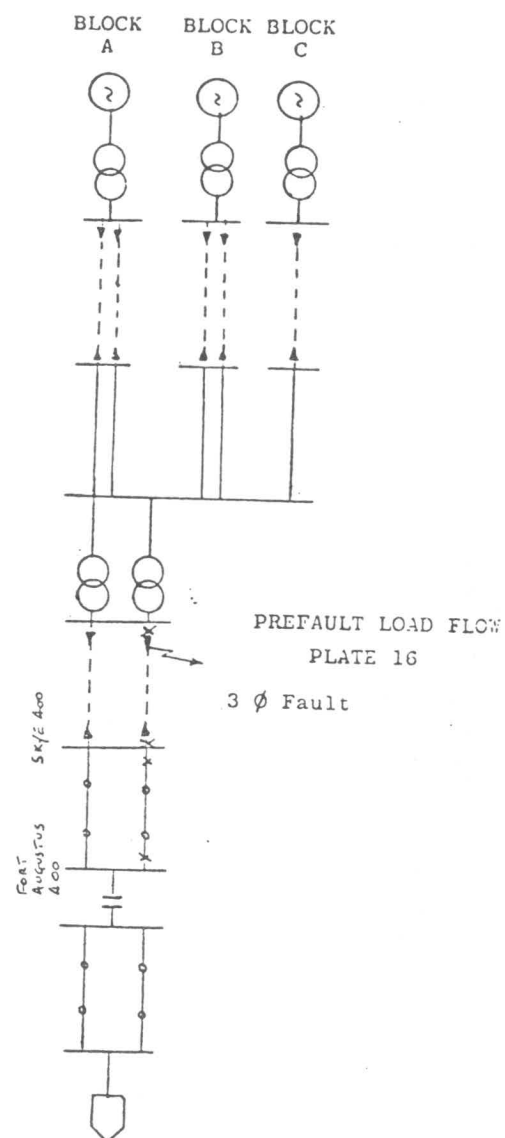 BLOCK
A
BLOCK
B
BLOCK
C
PREFAULT LOAD FLOW
PLATE 16
3 Ø Fault
SKYE 400
FORT
AUGUSTUS
400